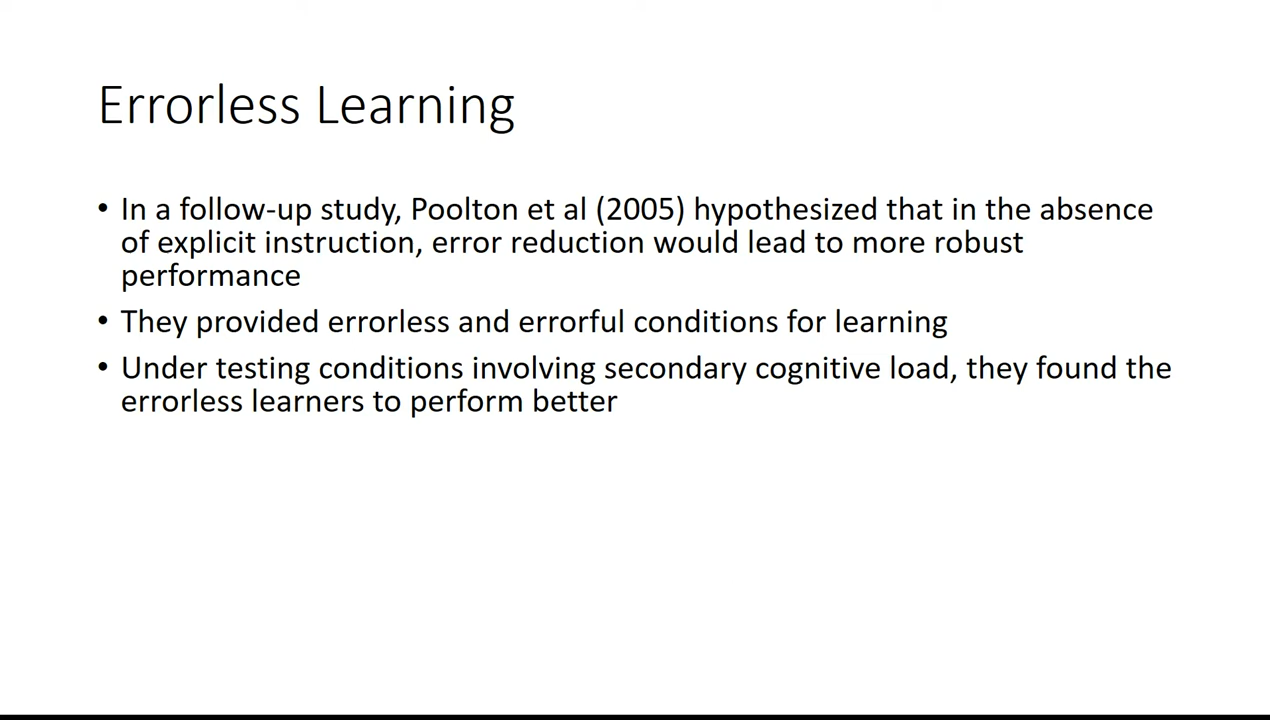 Errorless Learning
• In a follow-up study, Poolton et al (2005) hypothesized that in the absence
of explicit instruction, error reduction would lead to more robust
performance
• They provided errorless and errorful conditions for learning
• Under testing conditions involving secondary cognitive load, they found the
errorless learners to perform better